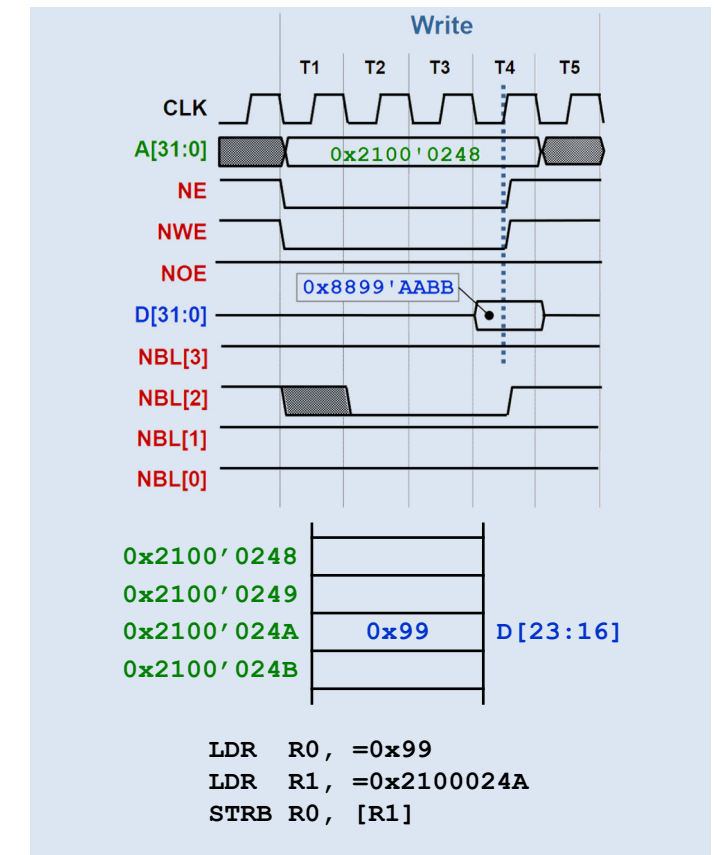 Write
T1 T2 T3 T4 T5
CLK
A[31:0] 0x2100'0248
NE
NWE
NOE
0x8899'AABB
D[31:0]
NBL[3]
NBL[2]
NBL[1]
NBL[0]
0x2100’0248
0x2100’0249
0x2100’024A 0x99 D[23:16]
0x2100’024B
LDR R0, =0x99
LDR R1, =0x2100024A
STRB R0, [R1]